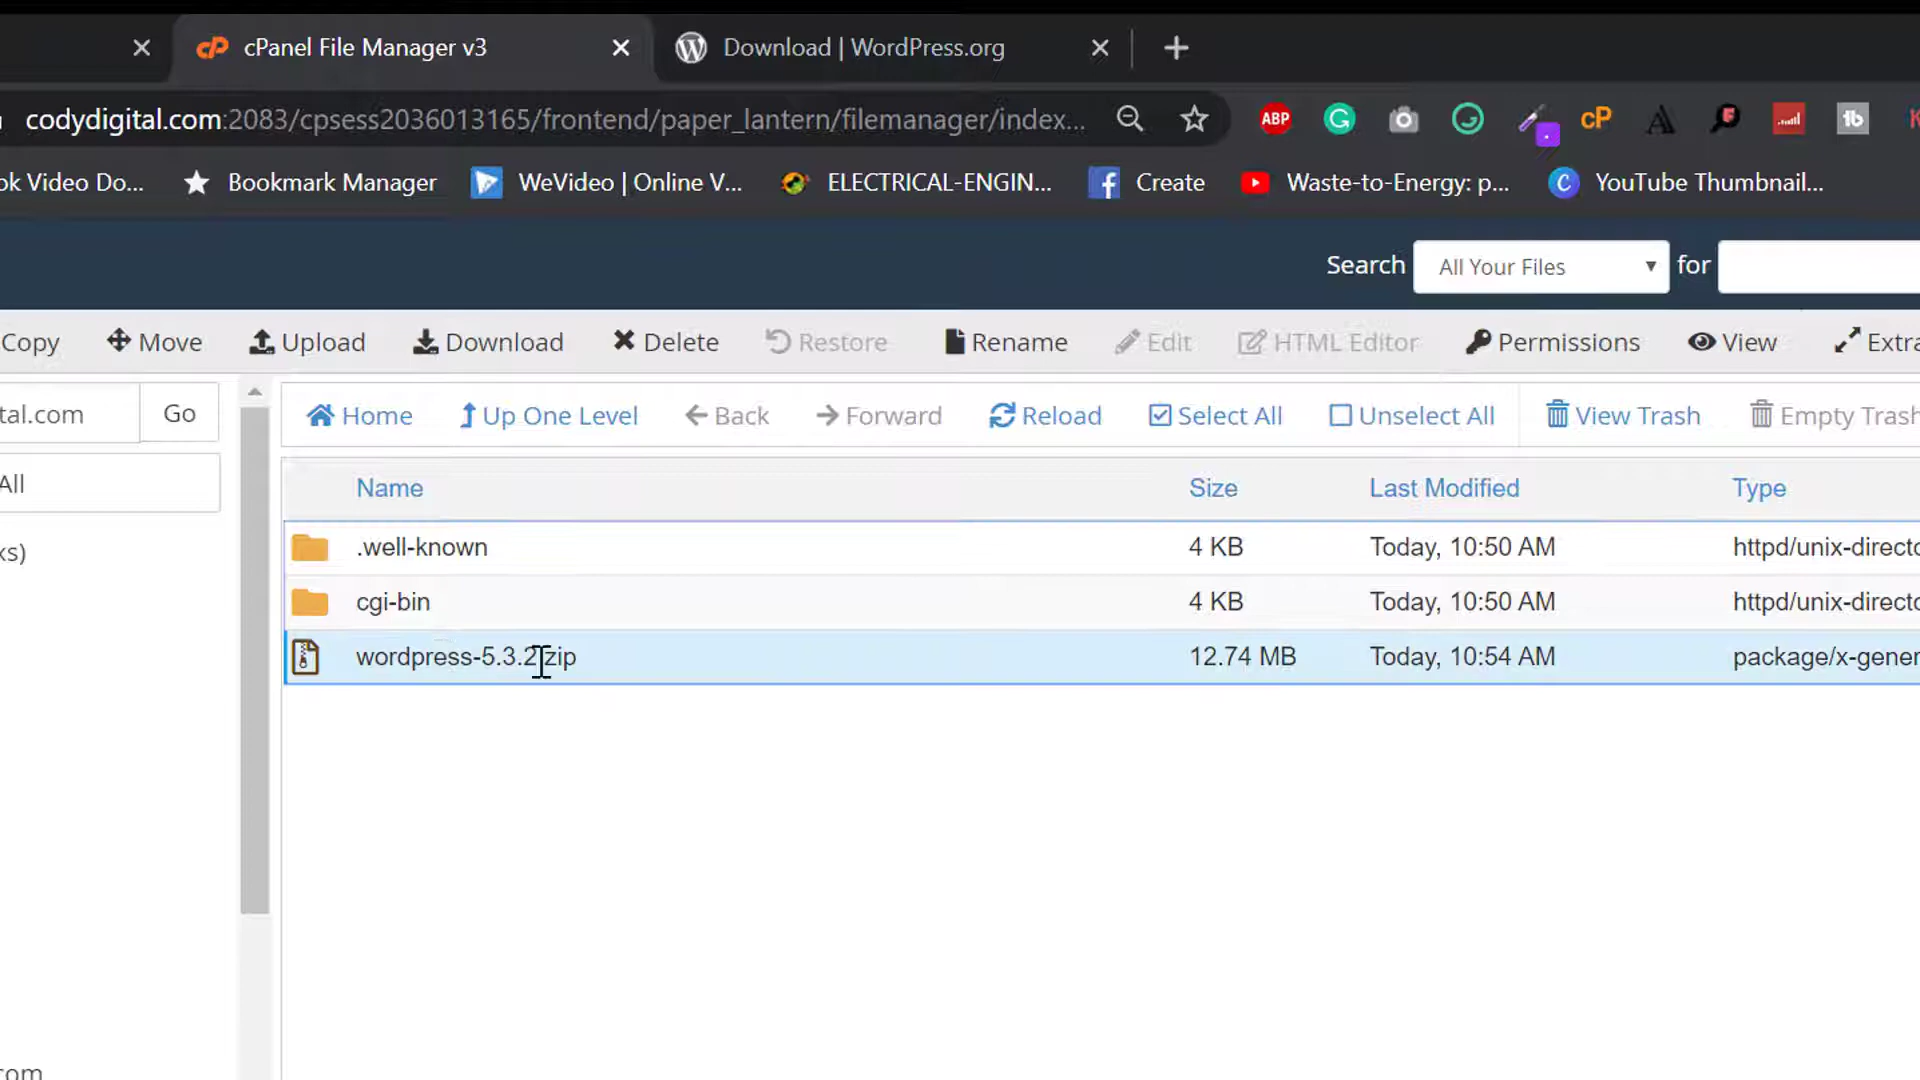 cPanel File Manager v3
Download | WordPress.org
codydigital.com:2083/cpsess2036013165/frontend/paper_lantern/filemanager/index...
ABP
cP
tb
ok Video Do...
Bookmark Manager
WeVideo | Online V...
ELECTRICAL-ENGIN...
Create
Waste-to-Energy: p...
YouTube Thumbnail...
Search
All Your Files
for
Copy
Move
Upload
Download
Delete
Restore
Rename
Edit
HTML Editor
Permissions
View
Extra
tal.com
Go
Home
Up One Level
Back
Forward
Reload
Select All
Unselect All
View Trash
Empty Trash
All
Name Size Last Modified Type
.well-known 4 KB Today, 10:50 AM httpd/unix-directo
xs)
cgi-bin 4 KB Today, 10:50 AM httpd/unix-directo
wordpress-5.3.2.zip 12.74 MB Today, 10:54 AM package/x-gener
com